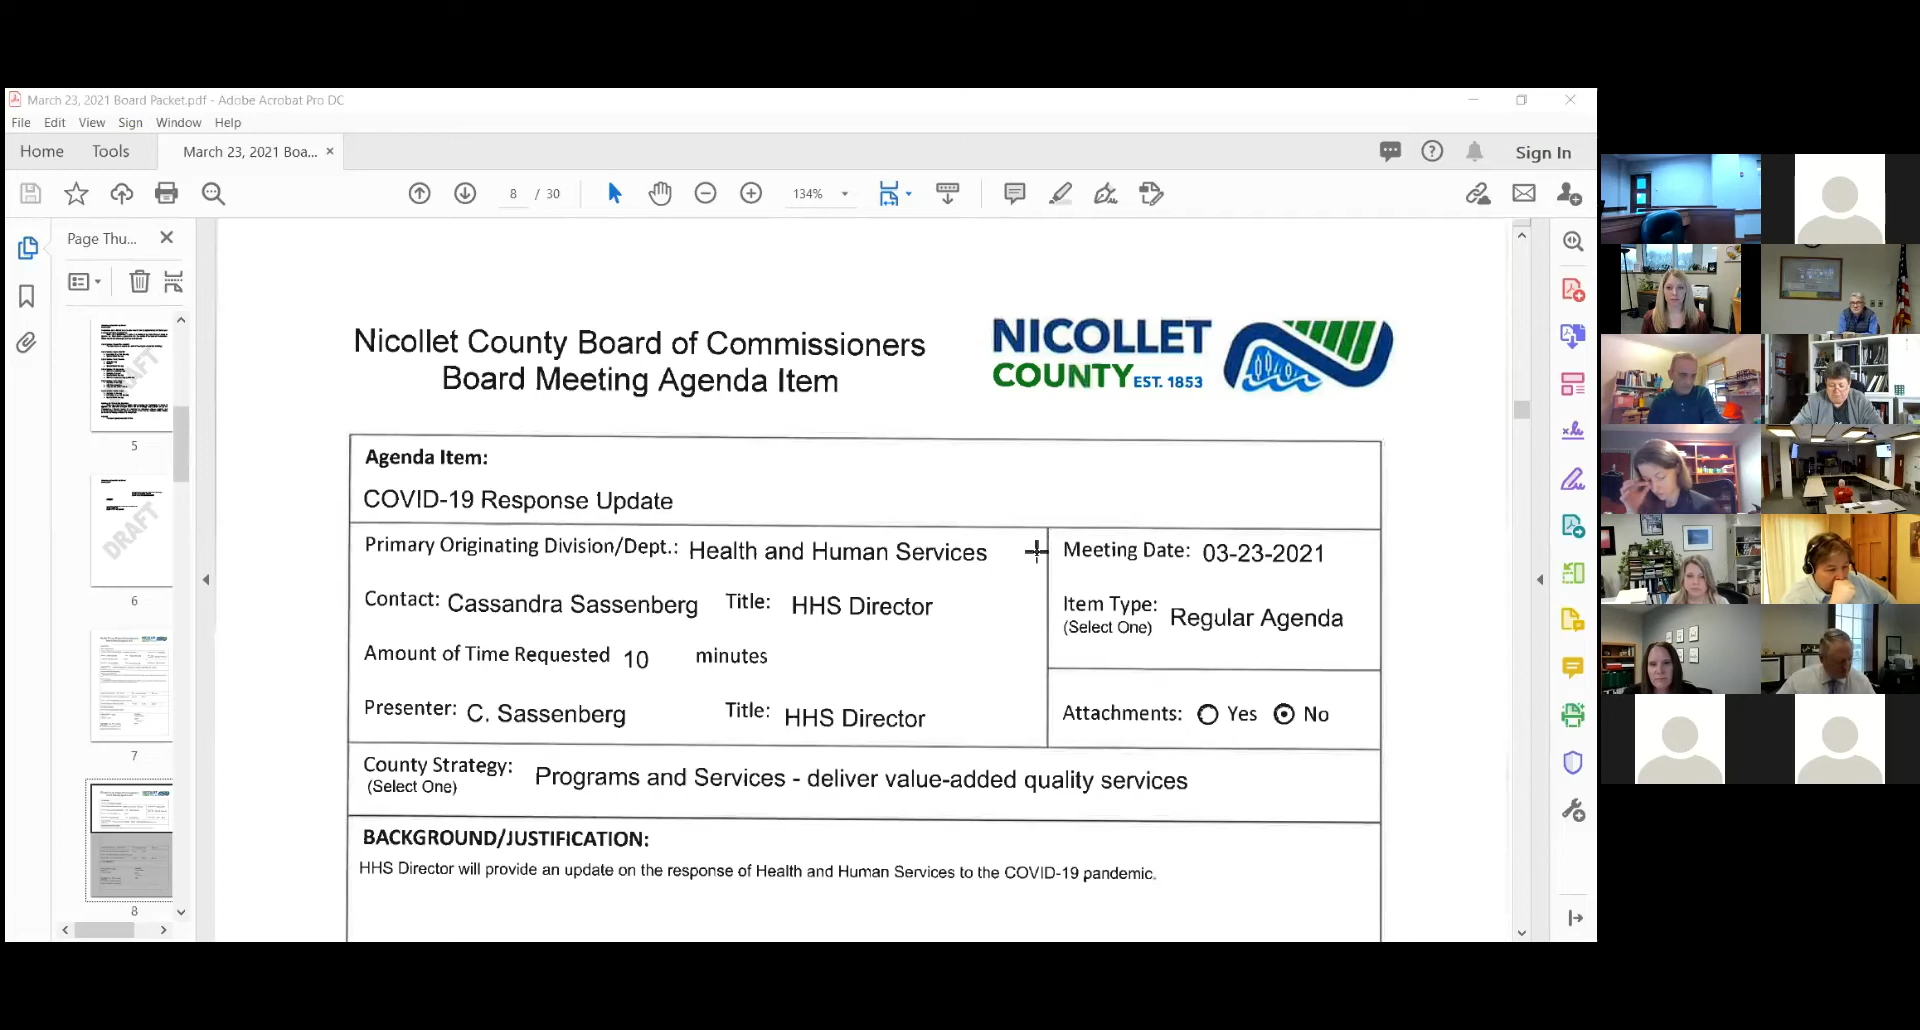 March 23, 2021 Board Packet.pdf - Adobe Acrobat Pro DC
File Edit View Sign Window Help
Home Tools March 23, 2021 Boa... × Sign In
8 / 30 134%
Page Thu...
DRAFT
5
DRAFT
6
7
8
Nicollet County Board of Commissioners
Board Meeting Agenda Item
NICOLLET
COUNTY EST. 1853
Agenda Item:
COVID-19 Response Update
Primary Originating Division/Dept.: Health and Human Services
Meeting Date: 03-23-2021
Contact: Cassandra Sassenberg Title: HHS Director
Item Type: Regular Agenda
(Select One)
Amount of Time Requested 10 minutes
Presenter: C. Sassenberg Title: HHS Director
Attachments: Yes No
County Strategy: Programs and Services - deliver value-added quality services
(Select One)
BACKGROUND/JUSTIFICATION:
HHS Director will provide an update on the response of Health and Human Services to the COVID-19 pandemic.